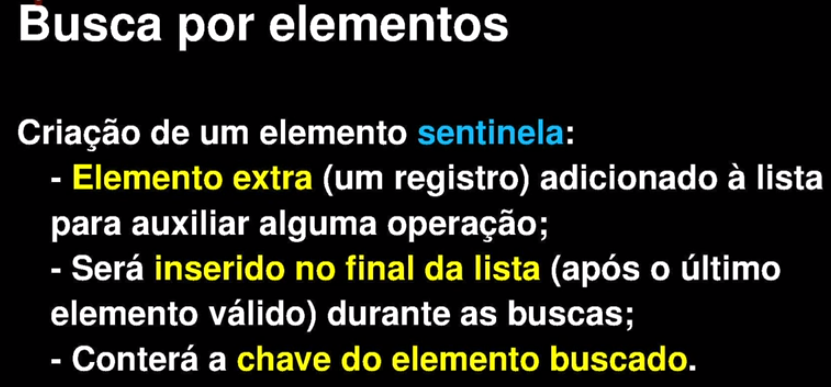 Busca por elementos
Criação de um elemento sentinela:
- Elemento extra (um registro) adicionado à lista
para auxiliar alguma operação;
- Será inserido no final da lista (após o último
elemento válido) durante as buscas;
- Conterá a chave do elemento buscado.